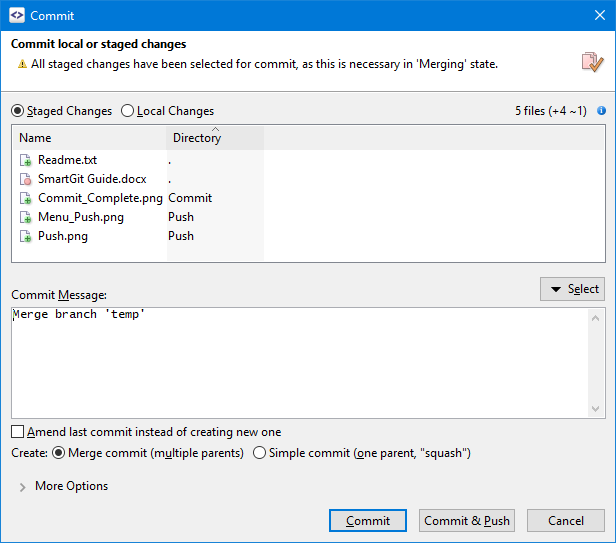 Commit
Commit local or staged changes
All staged changes have been selected for commit, as this is necessary in 'Merging' state.
Staged Changes Local Changes 5 files (+4 ~1)
Name Directory
Readme.txt .
SmartGit Guide.docx .
Commit_Complete.png Commit
Menu_Push.png Push
Push.png Push
Select
Commit Message:
Merge branch 'temp'
Amend last commit instead of creating new one
Create: Merge commit (multiple parents) Simple commit (one parent, "squash")
More Options
Commit Commit & Push Cancel